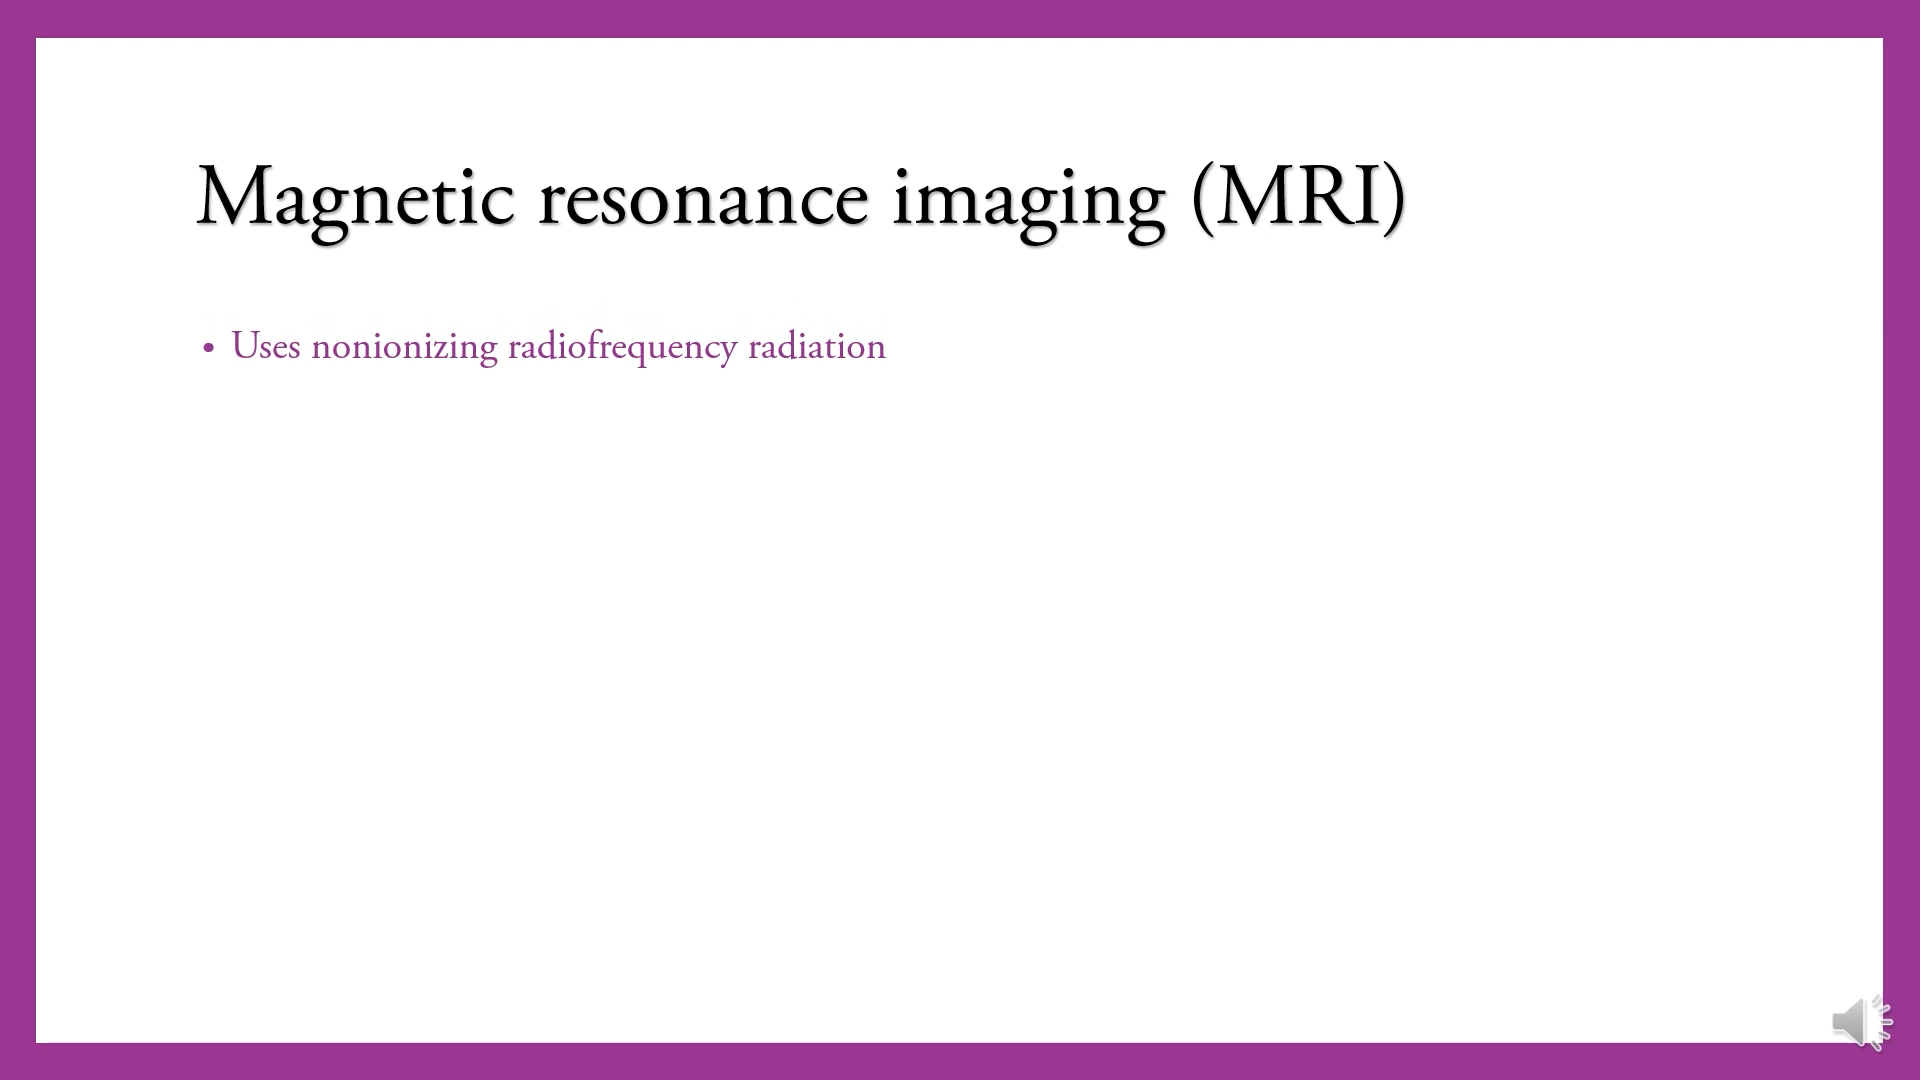 Magnetic resonance imaging (MRI)
• Uses nonionizing radiofrequency radiation